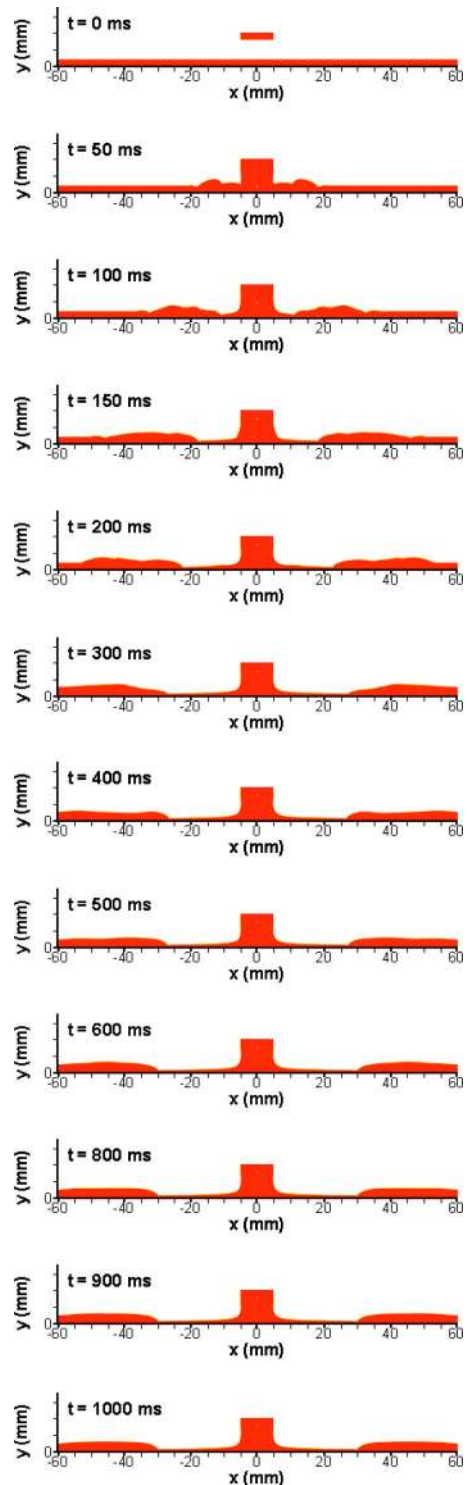 t = 0 ms
y (mm)
0
-60 -40 -20 0 20 40 60
x (mm)
t = 50 ms
y (mm)
0
-60 -40 -20 0 20 40 60
x (mm)
t = 100 ms
y (mm)
0
-60 -40 -20 0 20 40 60
x (mm)
t = 150 ms
y (mm)
0
-60 -40 -20 0 20 40 60
x (mm)
t = 200 ms
y (mm)
0
-60 -40 -20 0 20 40 60
x (mm)
t = 300 ms
y (mm)
0
-60 -40 -20 0 20 40 60
x (mm)
t = 400 ms
y (mm)
0
-60 -40 -20 0 20 40 60
x (mm)
t = 500 ms
y (mm)
0
-60 -40 -20 0 20 40 60
x (mm)
t = 600 ms
y (mm)
0
-60 -40 -20 0 20 40 60
x (mm)
t = 800 ms
y (mm)
0
-60 -40 -20 0 20 40 60
x (mm)
t = 900 ms
y (mm)
0
-60 -40 -20 0 20 40 60
x (mm)
t = 1000 ms
y (mm)
0
-60 -40 -20 0 20 40 60
x (mm)